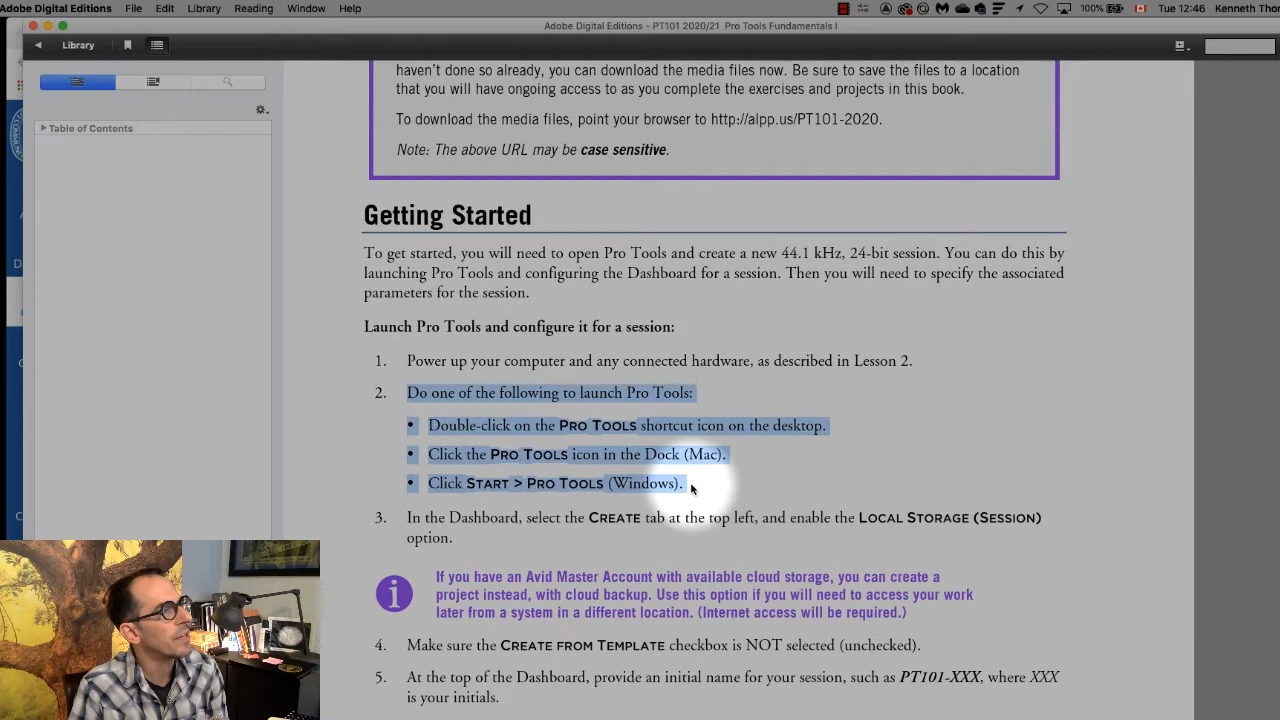 Adobe Digital Editions File Edit Library Reading Window Help 100% Tue 12:46 Kenneth Thor
Adobe Digital Editions - PT101 2020/21 Pro Tools Fundamentals I
Library
Table of Contents
haven't done so already, you can download the media files now. Be sure to save the files to a location
that you will have ongoing access to as you complete the exercises and projects in this book.
To download the media files, point your browser to http://alpp.us/PT101-2020.
Note: The above URL may be case sensitive.
Getting Started
To get started, you will need to open Pro Tools and create a new 44.1 kHz, 24-bit session. You can do this by
launching Pro Tools and configuring the Dashboard for a session. Then you will need to specify the associated
parameters for the session.
Launch Pro Tools and configure it for a session:
1. Power up your computer and any connected hardware, as described in Lesson 2.
2. Do one of the following to launch Pro Tools:
• Double-click on the PRO TOOLS shortcut icon on the desktop.
• Click the PRO TOOLS icon in the Dock (Mac).
• Click START > PRO TOOLS (Windows).
3. In the Dashboard, select the CREATE tab at the top left, and enable the LOCAL STORAGE (SESSION)
option.
If you have an Avid Master Account with available cloud storage, you can create a
project instead, with cloud backup. Use this option if you will need to access your work
later from a system in a different location. (Internet access will be required.)
4. Make sure the CREATE FROM TEMPLATE checkbox is NOT selected (unchecked).
5. At the top of the Dashboard, provide an initial name for your session, such as PT101-XXX, where XXX
is your initials.